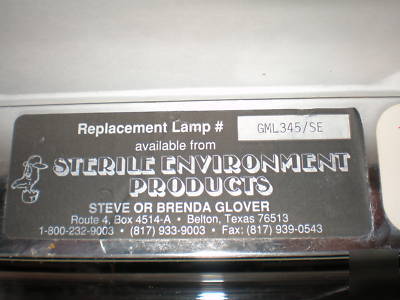 Replacement Lamp # GML345/SE
available from
STERILE ENVIRONMENT
PRODUCTS
STEVE OR BRENDA GLOVER
Route 4, Box 4514-A • Belton, Texas 76513
1-800-232-9003 • (817) 933-9003 • Fax: (817) 939-0543